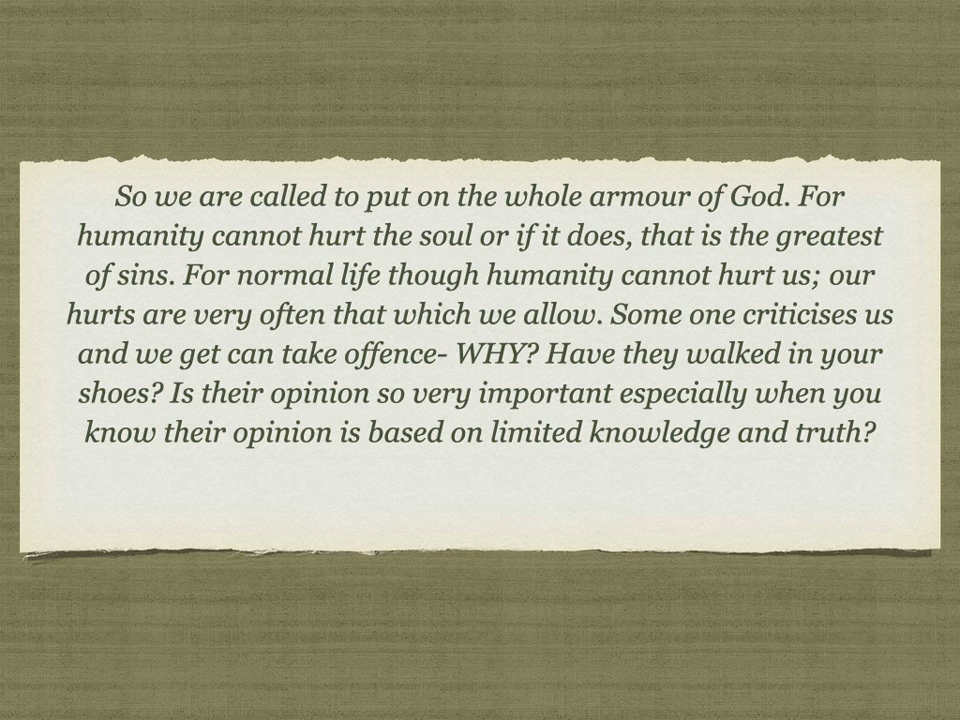 So we are called to put on the whole armour of God. For
humanity cannot hurt the soul or if it does, that is the greatest
of sins. For normal life though humanity cannot hurt us; our
hurts are very often that which we allow. Some one criticises us
and we get can take offence- WHY? Have they walked in your
shoes? Is their opinion so very important especially when you
know their opinion is based on limited knowledge and truth?